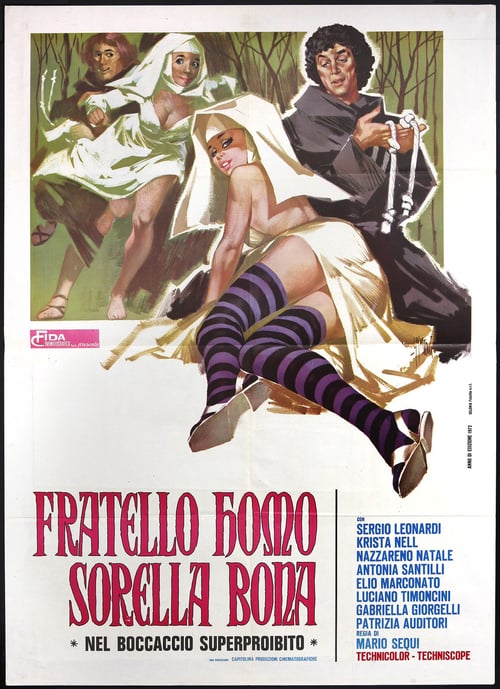 FIDA
CINEMATOGRAFICA s.p.a. presenta
FRATELLO HOMO
SORELLA BONA
* NEL BOCCACCIO SUPERPROIBITO *
CAPITOLINA PRODUZIONI CINEMATOGRAFICHE
CON
SERGIO LEONARDI
KRISTA NELL
NAZZARENO NATALE
ANTONIA SANTILLI
ELIO MARCONATO
LUCIANO TIMONCINI
GABRIELLA GIORGELLI
PATRIZIA AUDITORI
REGIA DI
MARIO SEQUI
TECHNICOLOR - TECHNISCOPE
ANNO DI EDIZIONE 1972